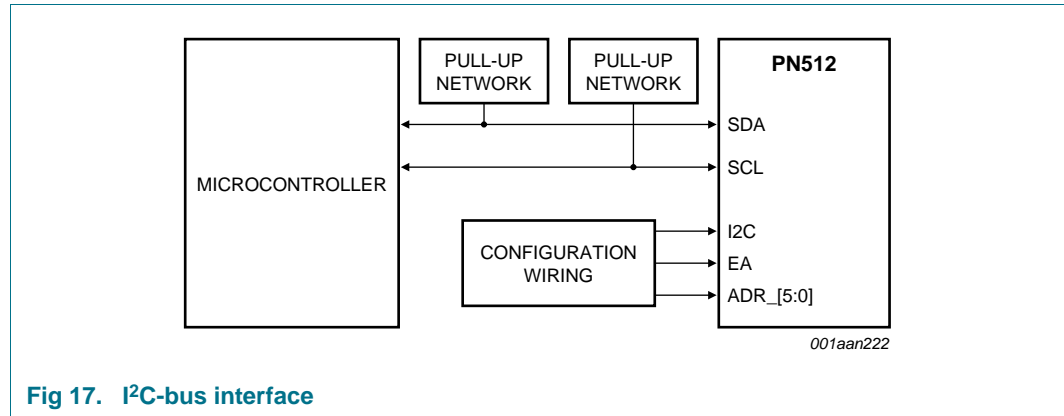 PULL-UP
NETWORK
PULL-UP
NETWORK
PN512
SDA
SCL
MICROCONTROLLER
I2C
CONFIGURATION
WIRING
EA
ADR_[5:0]
001aan222
Fig 17. I²C-bus interface